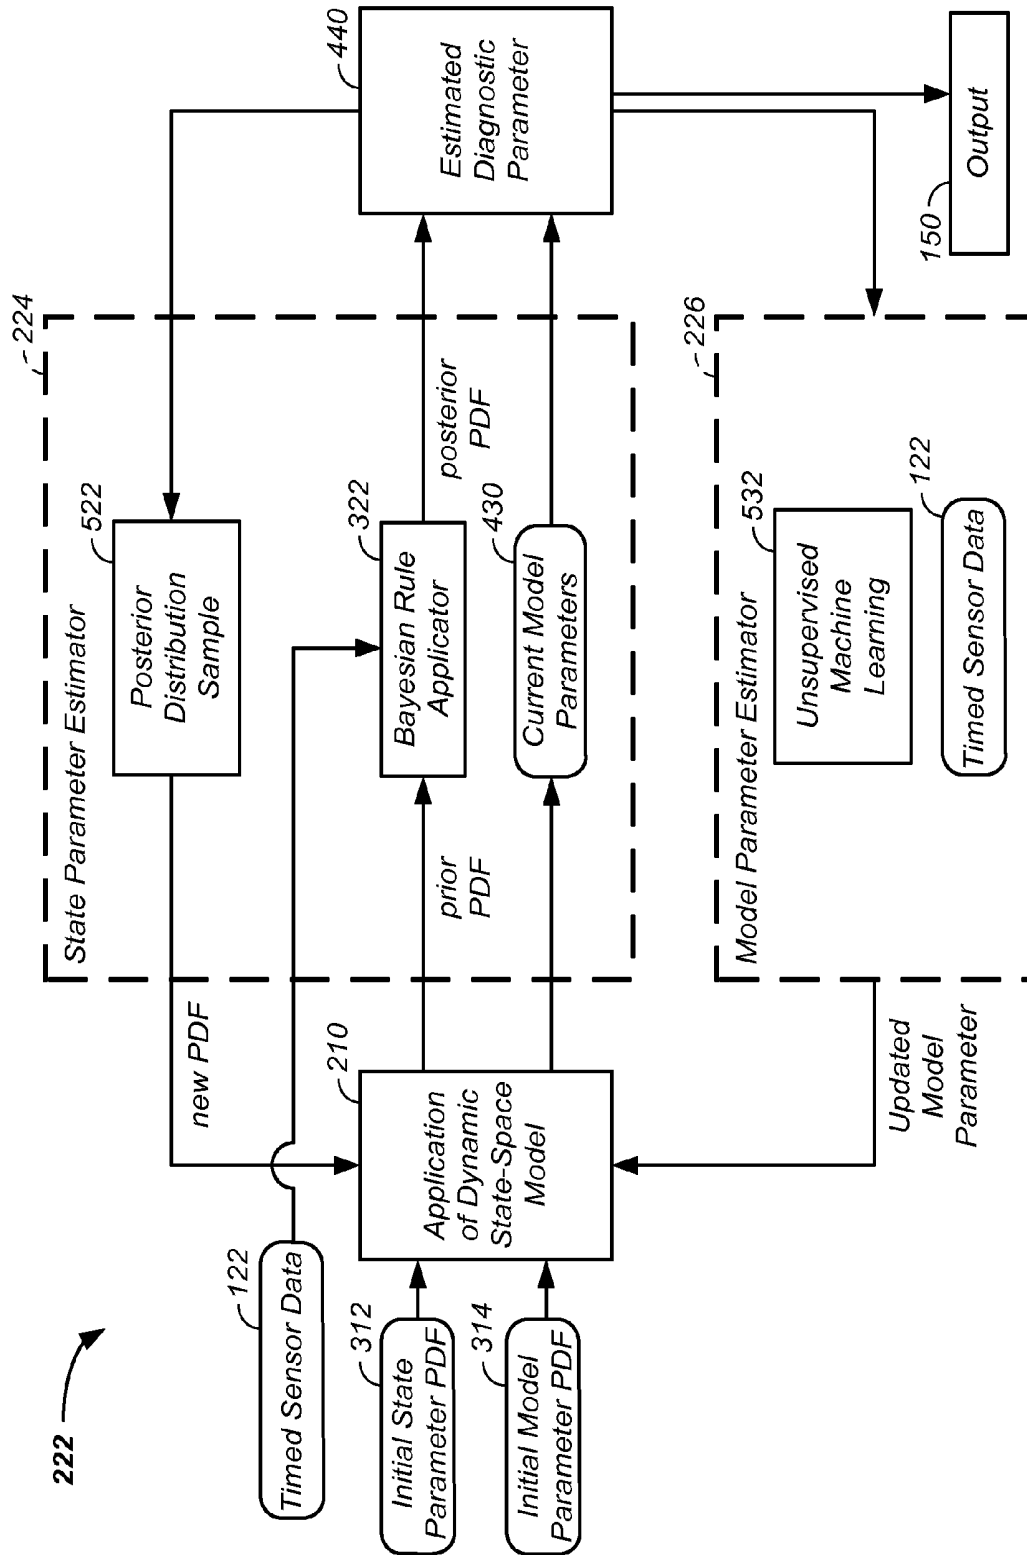 222
224
State Parameter Estimator
522
Posterior
Distribution
Sample
new PDF
440
Estimated
Diagnostic
Parameter
122
Timed Sensor Data
312
Initial State
Parameter PDF
314
Initial Model
Parameter PDF
210
Application
of Dynamic
State-Space
Model
prior
PDF
322
Bayesian Rule
Applicator
posterior
PDF
430
Current Model
Parameters
226
Model Parameter Estimator
532
Unsupervised
Machine
Learning
122
Timed Sensor Data
Updated
Model
Parameter
150
Output